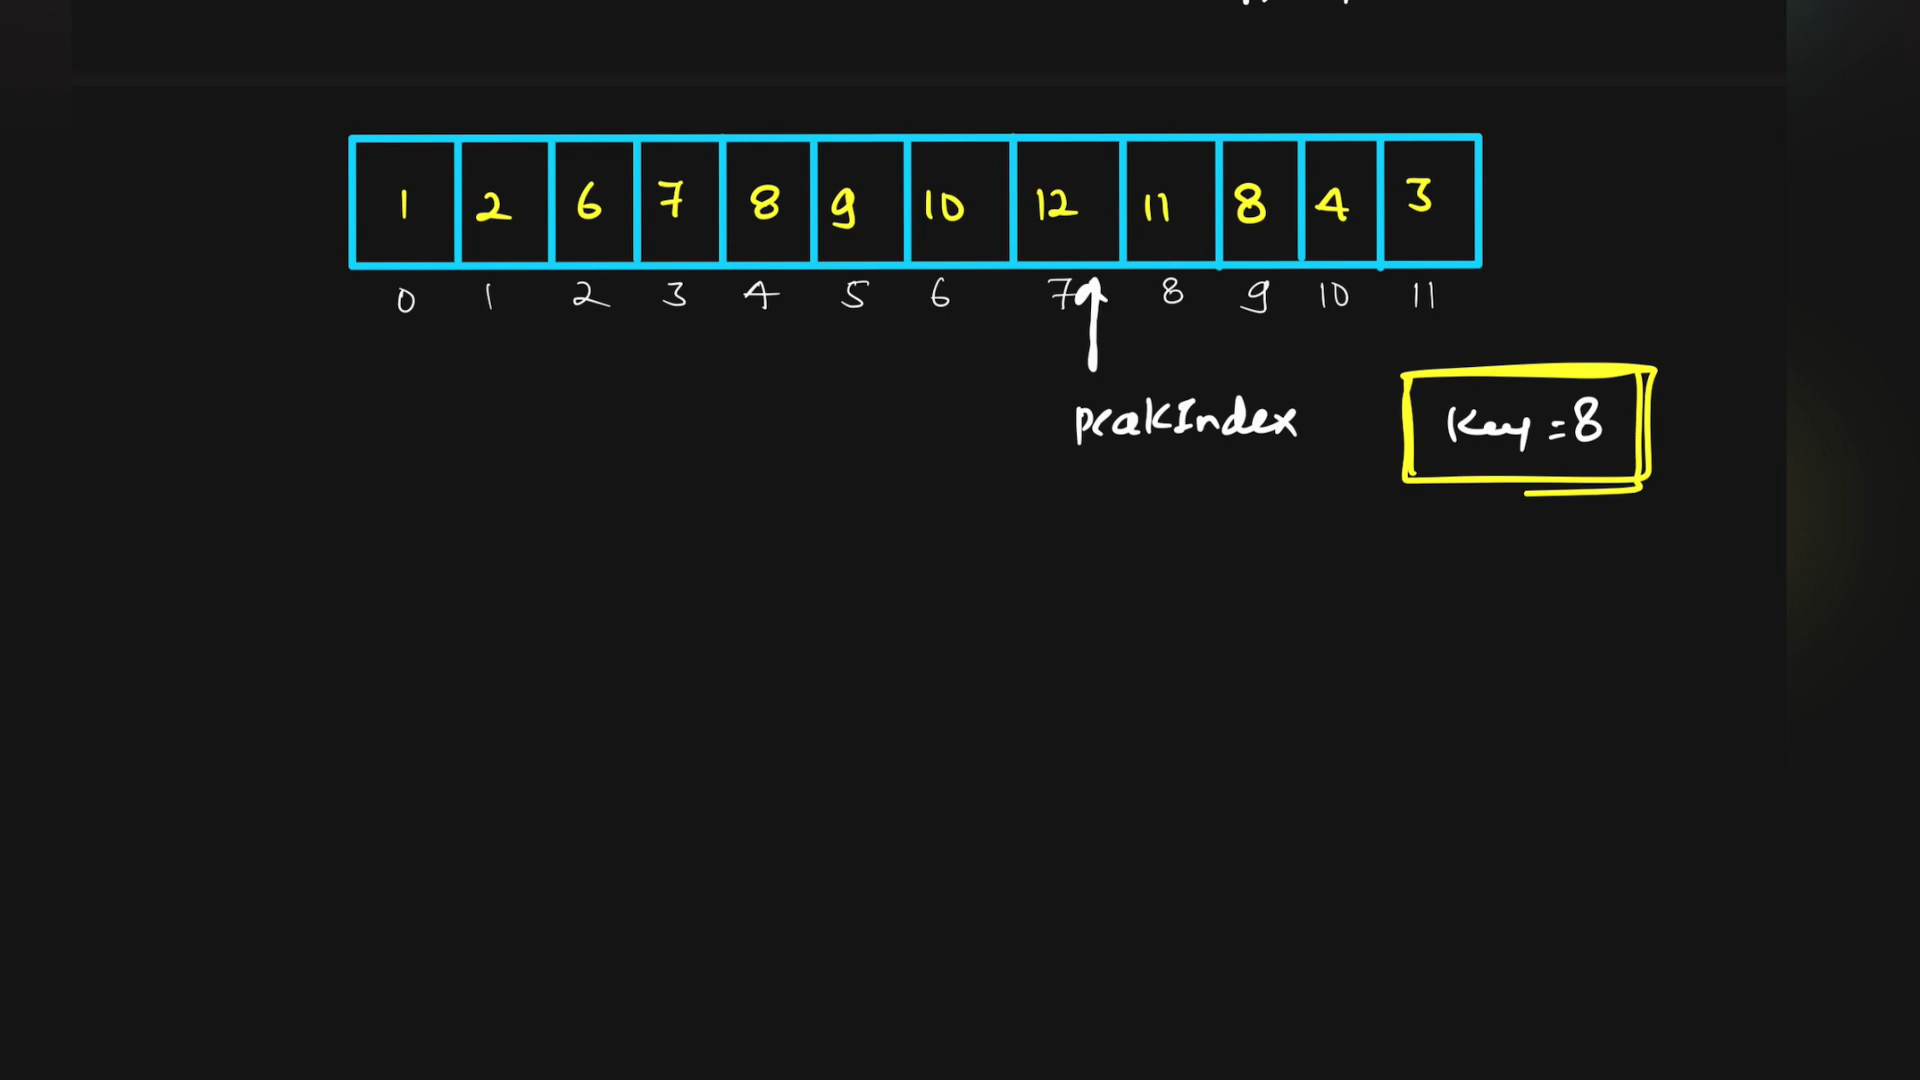 1 2 6 7 8 9 10 12 11 8 4 3
0 1 2 3 4 5 6 7 8 9 10 11
peakIndex
Key = 8